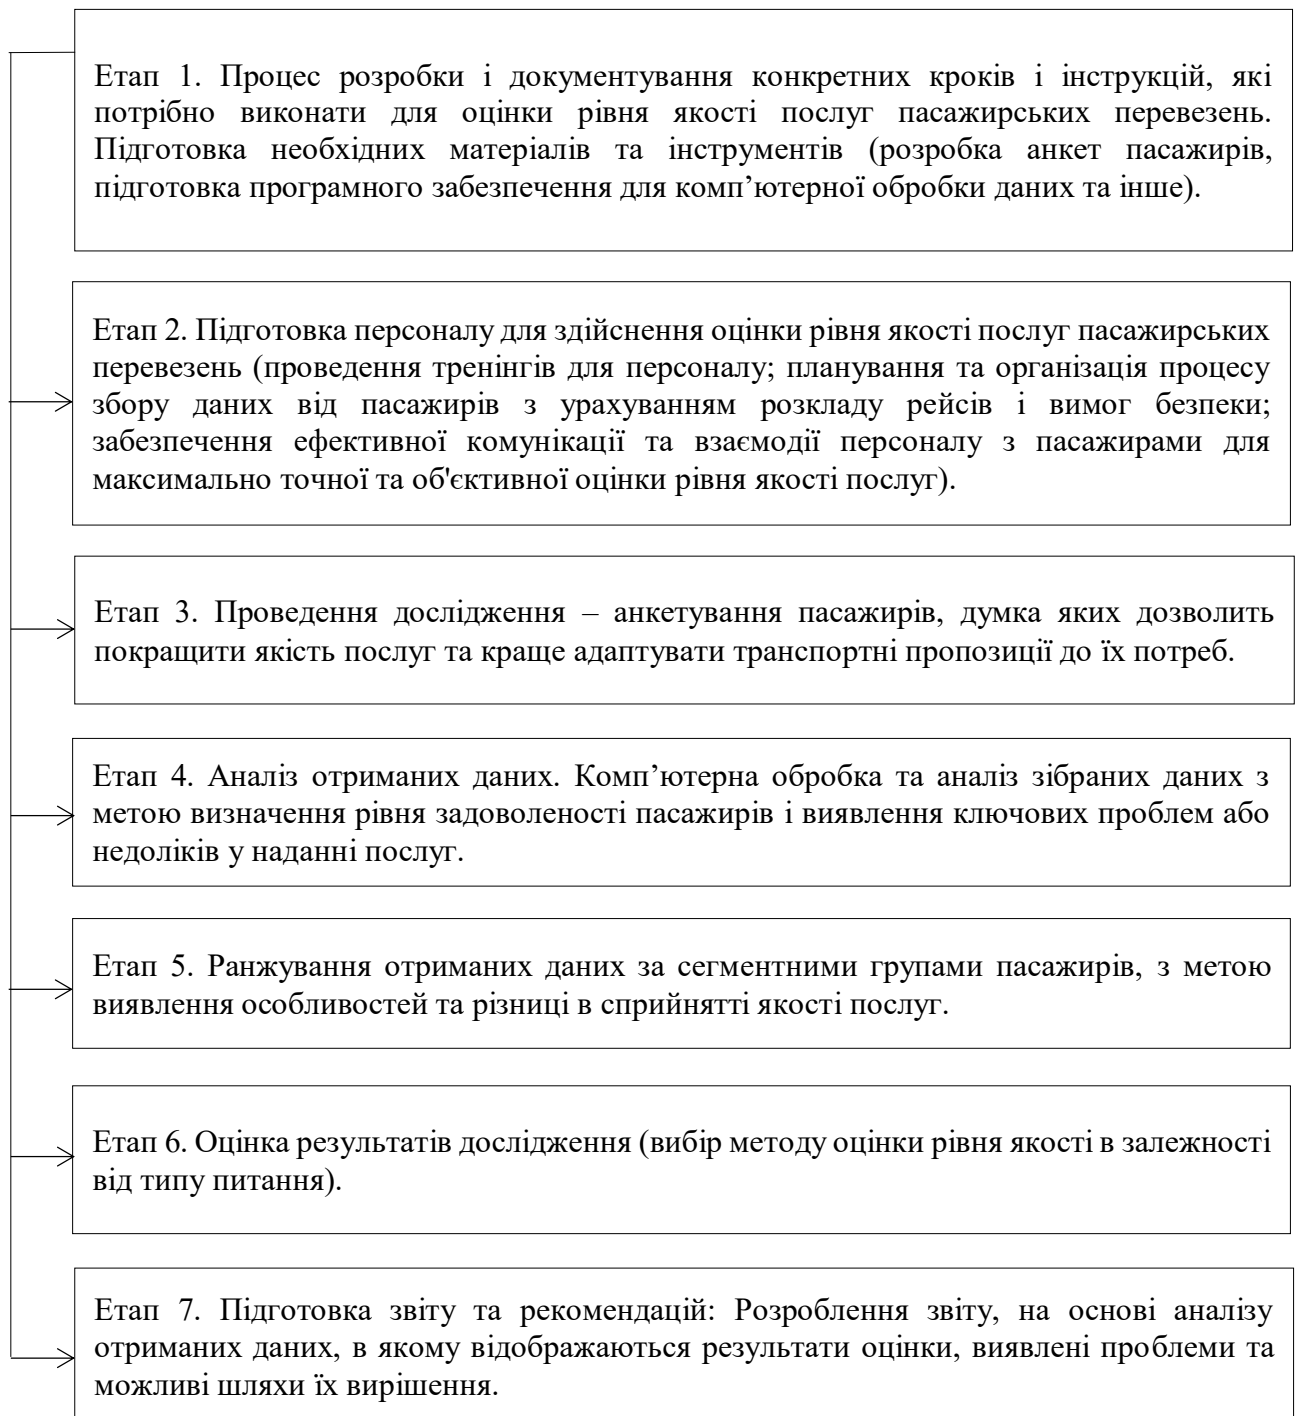 Етап 1. Процес розробки і документування конкретних кроків і інструкцій, які
потрібно виконати для оцінки рівня якості послуг пасажирських перевезень.
Підготовка необхідних матеріалів та інструментів (розробка анкет пасажирів,
підготовка програмного забезпечення для комп’ютерної обробки даних та інше).
Етап 2. Підготовка персоналу для здійснення оцінки рівня якості послуг пасажирських
перевезень (проведення тренінгів для персоналу; планування та організація процесу
збору даних від пасажирів з урахуванням розкладу рейсів і вимог безпеки;
забезпечення ефективної комунікації та взаємодії персоналу з пасажирами для
максимально точної та об'єктивної оцінки рівня якості послуг).
Етап 3. Проведення дослідження – анкетування пасажирів, думка яких дозволить
покращити якість послуг та краще адаптувати транспортні пропозиції до їх потреб.
Етап 4. Аналіз отриманих даних. Комп’ютерна обробка та аналіз зібраних даних з
метою визначення рівня задоволеності пасажирів і виявлення ключових проблем або
недоліків у наданні послуг.
Етап 5. Ранжування отриманих даних за сегментними групами пасажирів, з метою
виявлення особливостей та різниці в сприйнятті якості послуг.
Етап 6. Оцінка результатів дослідження (вибір методу оцінки рівня якості в залежності
від типу питання).
Етап 7. Підготовка звіту та рекомендацій: Розроблення звіту, на основі аналізу
отриманих даних, в якому відображаються результати оцінки, виявлені проблеми та
можливі шляхи їх вирішення.